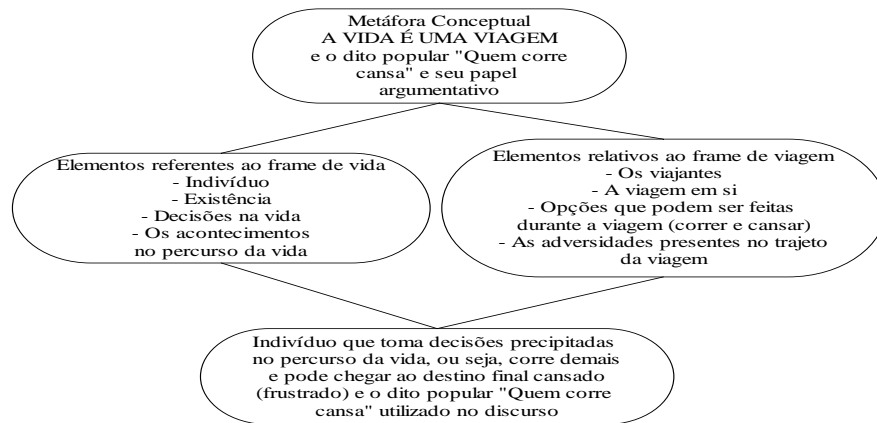 Metáfora Conceptual
A VIDA É UMA VIAGEM
e o dito popular "Quem corre
cansa" e seu papel
argumentativo
Elementos referentes ao frame de vida
- Indivíduo
- Existência
- Decisões na vida
- Os acontecimentos
no percurso da vida
Elementos relativos ao frame de viagem
- Os viajantes
- A viagem em si
- Opções que podem ser feitas
durante a viagem (correr e cansar)
- As adversidades presentes no trajeto
da viagem
Indivíduo que toma decisões precipitadas
no percurso da vida, ou seja, corre demais
e pode chegar ao destino final cansado
(frustrado) e o dito popular "Quem corre
cansa" utilizado no discurso